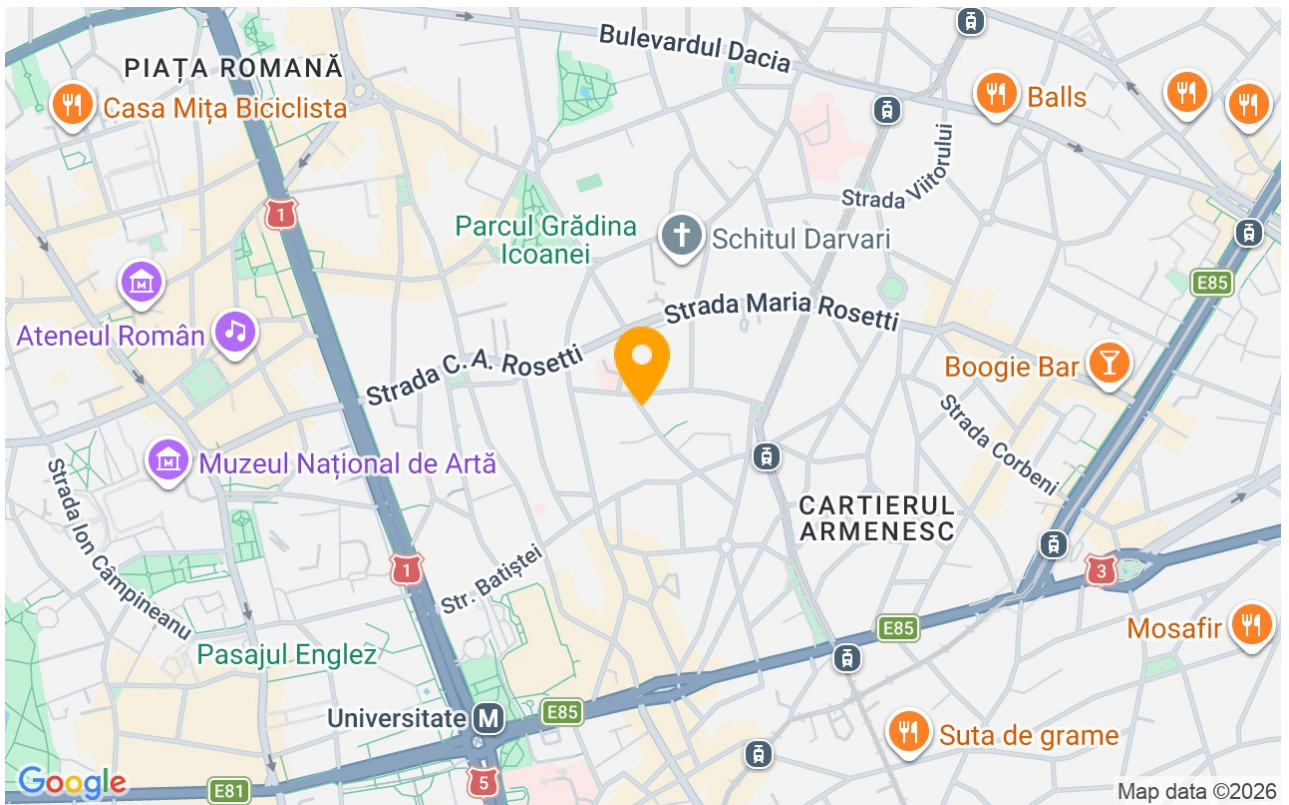 Bulevardul Dacia
PIAȚA ROMANĂ
Casa Mița Biciclista
Balls
Strada Viitorului
1
Parcul Grădina
Icoanei
Schitul Darvari
E85
Strada Maria Rosetti
Ateneul Român
Strada C. A. Rosetti
Boogie Bar
Strada Corbeni
Muzeul Național de Artă
Strada Ion Câmpineanu
CARTIERUL
ARMENESC
1
3
Str. Batiștei
E85
Mosafir
Pasajul Englez
Universitate M
E85
Suta de grame
Google
E81
5
Map data ©2026